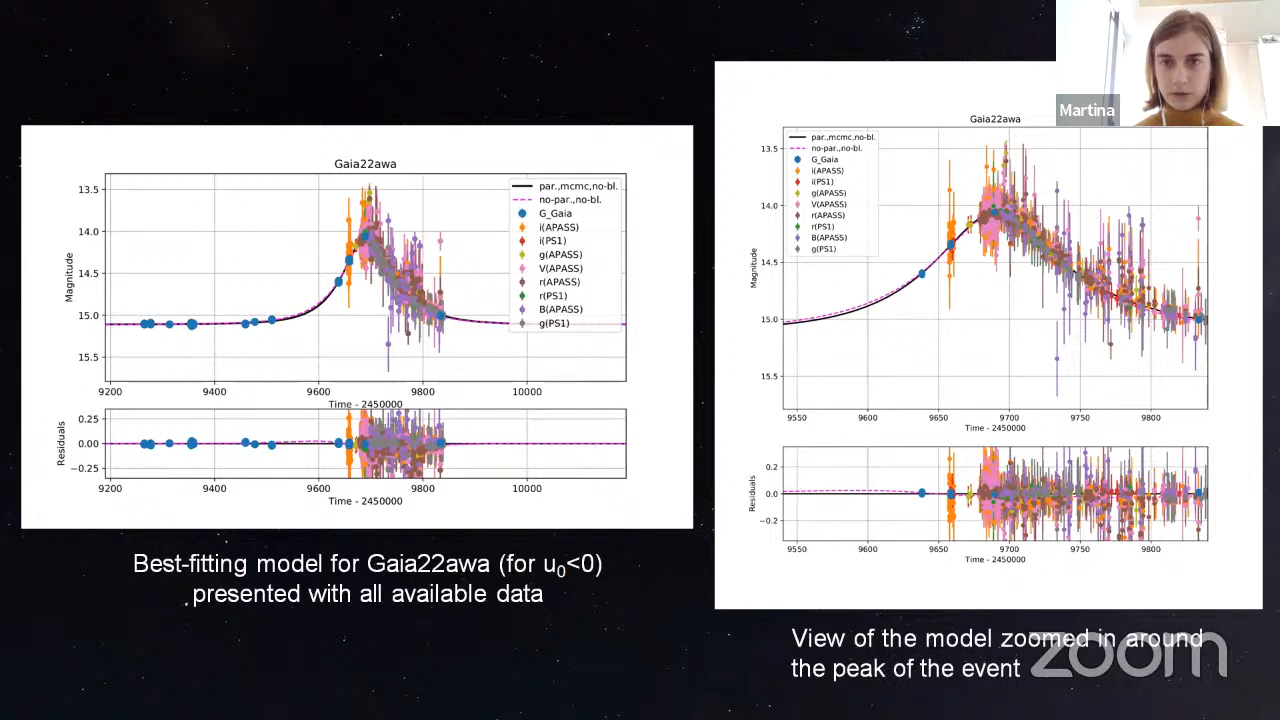 Martina
Gaia22awa
par.,mcmc,no-bl.
no-par.,no-bl.
G_Gaia
i(APASS)
i(PS1)
g(APASS)
V(APASS)
r(APASS)
r(PS1)
B(APASS)
g(PS1)
Magnitude
13.5
14.0
14.5
15.0
15.5
9200 9400 9600 9800 10000
Time - 2450000
Residuals
0.25
0.00
−0.25
9200 9400 9600 9800 10000
Time - 2450000
Best-fitting model for Gaia22awa (for u0<0)
presented with all available data
Gaia22awa
par.,mcmc,no-bl.
no-par.,no-bl.
G_Gaia
i(APASS)
i(PS1)
g(APASS)
V(APASS)
r(APASS)
r(PS1)
B(APASS)
g(PS1)
Magnitude
13.5
14.0
14.5
15.0
15.5
9550 9600 9650 9700 9750 9800
Time - 2450000
Residuals
0.2
0.0
−0.2
9550 9600 9650 9700 9750 9800
Time - 2450000
View of the model zoomed in around
the peak of the event
zoom